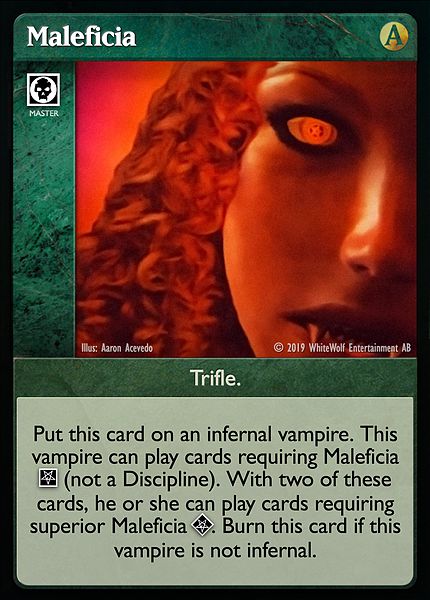 Maleficia
A
MASTER
Illus: Aaron Acevedo
© 2019 WhiteWolf Entertainment AB
Trifle.
Put this card on an infernal vampire. This
vampire can play cards requiring Maleficia
(not a Discipline). With two of these
cards, he or she can play cards requiring
superior Maleficia . Burn this card if this
vampire is not infernal.